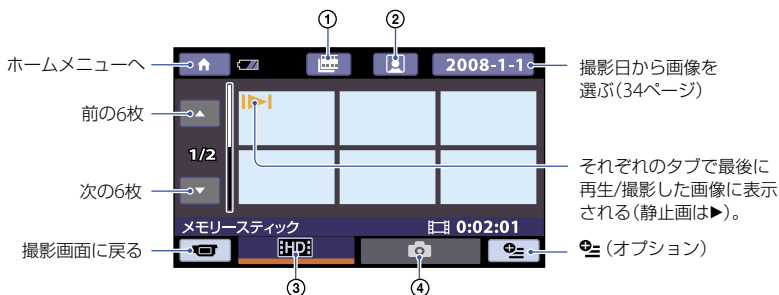 ① ②
ホームメニューへ
2008-1-1
撮影日から画像を
選ぶ(34ページ)
前の6枚
1/2
次の6枚
それぞれのタブで最後に
再生/撮影した画像に表示
される(静止画は▶)。
メモリースティック 0:02:01
撮影画面に戻る
HD
(オプション)
③ ④